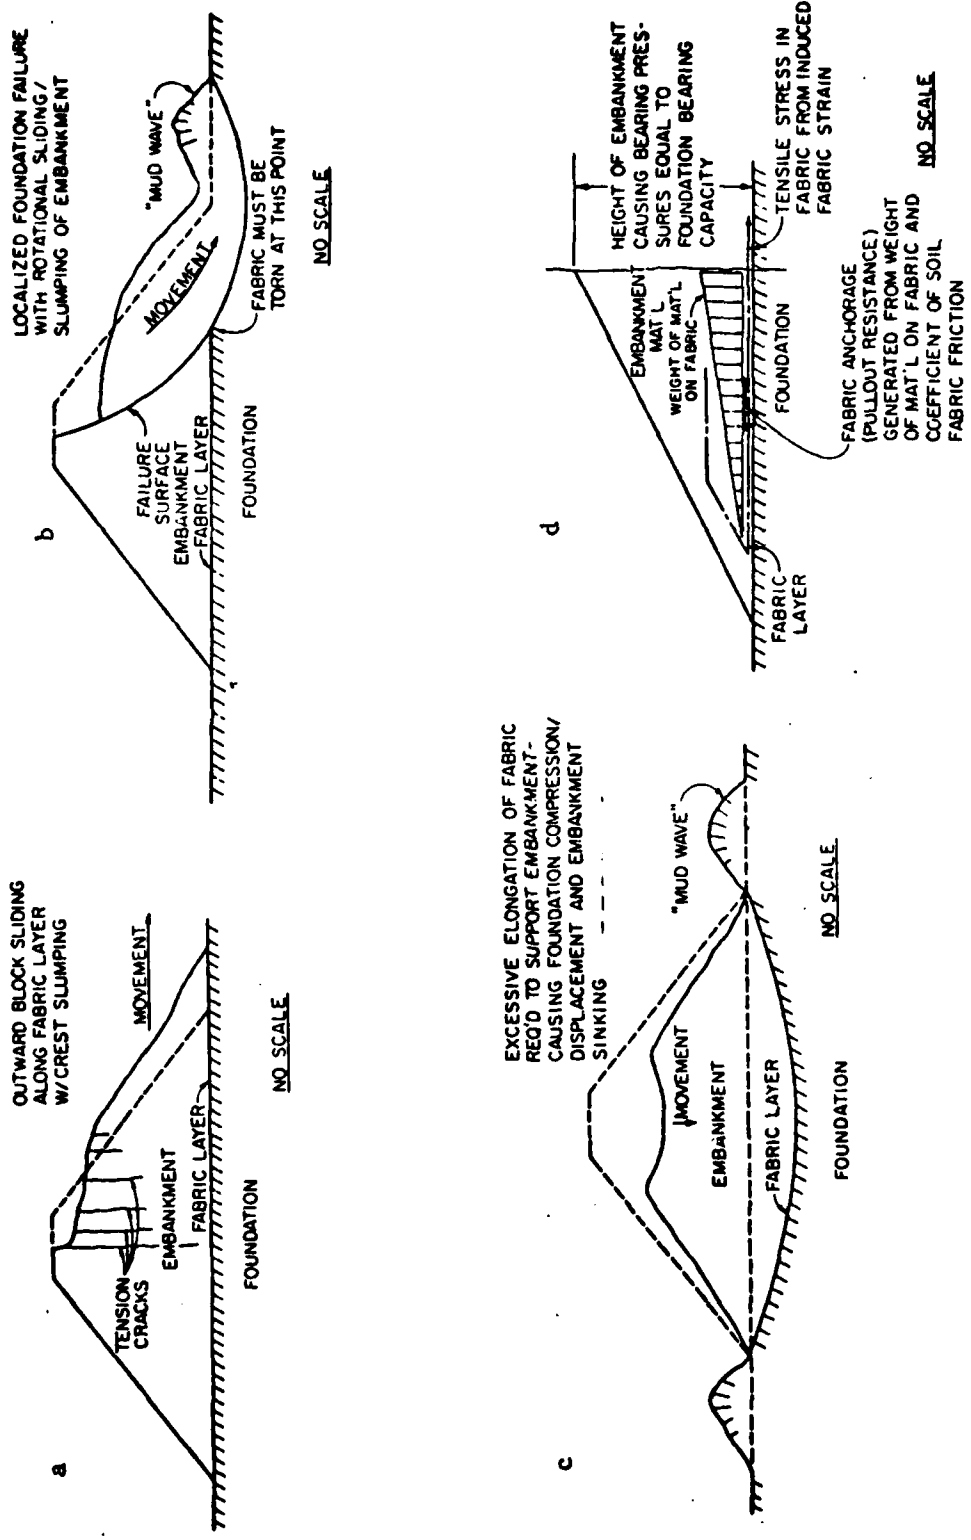 a
OUTWARD BLOCK SLIDING
ALONG FABRIC LAYER
W/CREST SLUMPING
MOVEMENT
TENSION
CRACKS
EMBANKMENT
FABRIC LAYER
FOUNDATION
NO SCALE
b
LOCALIZED FOUNDATION FAILURE
WITH ROTATIONAL SLIDING/
SLUMPING OF EMBANKMENT
"MUD WAVE"
MOVEMENT
FAILURE
SURFACE
EMBANKMENT
FABRIC LAYER
FOUNDATION
FABRIC MUST BE
TORN AT THIS POINT
NO SCALE
c
EXCESSIVE ELONGATION OF FABRIC
REQ'D TO SUPPORT EMBANKMENT-
CAUSING FOUNDATION COMPRESSION/
DISPLACEMENT AND EMBANKMENT
SINKING
"MUD WAVE"
MOVEMENT
EMBANKMENT
FABRIC LAYER
FOUNDATION
NO SCALE
d
HEIGHT OF EMBANKMENT
CAUSING BEARING PRES-
SURES EQUAL TO
FOUNDATION BEARING
CAPACITY
EMBANKMENT
MAT'L
WEIGHT OF MAT'L
ON FABRIC
FABRIC
LAYER
FOUNDATION
TENSILE STRESS IN
FABRIC FROM INDUCED
FABRIC STRAIN
FABRIC ANCHORAGE
(PULLOUT RESISTANCE)
GENERATED FROM WEIGHT
OF MAT'L ON FABRIC AND
COEFFICIENT OF SOIL
FABRIC FRICTION
NO SCALE